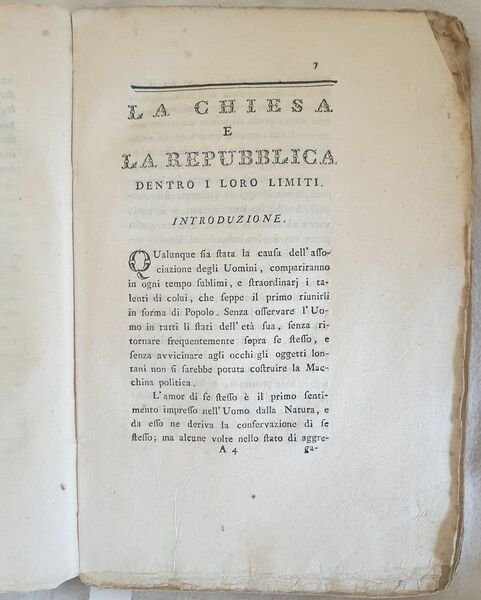 7
LA CHIESA
E
LA REPUBBLICA
DENTRO I LORO LIMITI.
INTRODUZIONE.
QUalunque ſia ſtata la cauſa dell'aſſo-
ciazione degli Uomini, compariranno
in ogni tempo ſublimi, e ſtraordinarj i ta-
lenti di colui, che ſeppe il primo riunirli
in forma di Popolo. Senza oſſervare l'Uo-
mo in tutti li ſtati dell'età ſua, ſenza ri-
tornare frequentemente ſopra ſe ſteſſo, e
ſenza avvicinare agli occhi gli oggetti lon-
tani non ſi ſarebbe potuta coſtruire la Mac-
china politica.
L'amor di ſe ſteſſo è il primo ſenti-
mento impreſſo nell'Uomo dalla Natura, e
da eſſo ne deriva la conſervazione di ſe
ſteſſo; ma alcune volte nello ſtato di aggre-
A 4 ga-